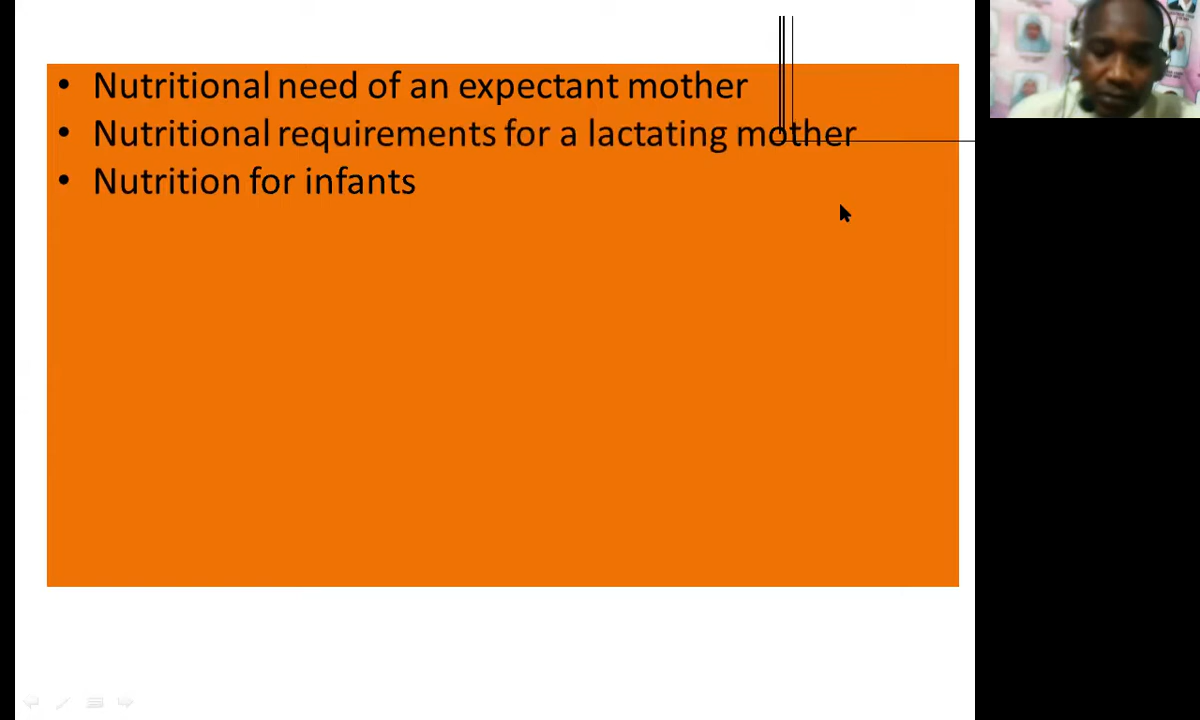 • Nutritional need of an expectant mother
• Nutritional requirements for a lactating mother
• Nutrition for infants